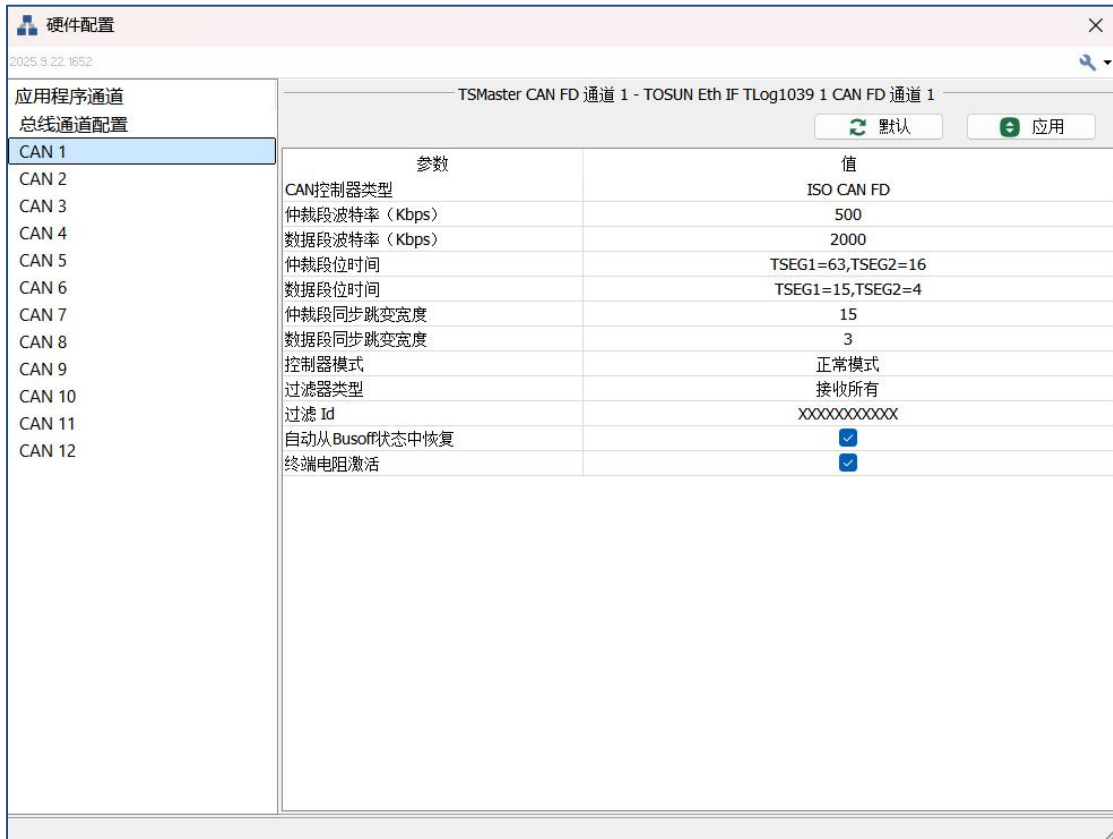 硬件配置
2025.9.22.1652
应用程序通道
总线通道配置
CAN 1
CAN 2
CAN 3
CAN 4
CAN 5
CAN 6
CAN 7
CAN 8
CAN 9
CAN 10
CAN 11
CAN 12
TSMaster CAN FD 通道 1 - TOSUN Eth IF TLog1039 1 CAN FD 通道 1
默认 应用
参数 值
CAN控制器类型 ISO CAN FD
仲裁段波特率（Kbps） 500
数据段波特率（Kbps） 2000
仲裁段位时间 TSEG1=63,TSEG2=16
数据段位时间 TSEG1=15,TSEG2=4
仲裁段同步跳变宽度 15
数据段同步跳变宽度 3
控制器模式 正常模式
过滤器类型 接收所有
过滤 Id XXXXXXXXXXX
自动从Busoff状态中恢复
终端电阻激活